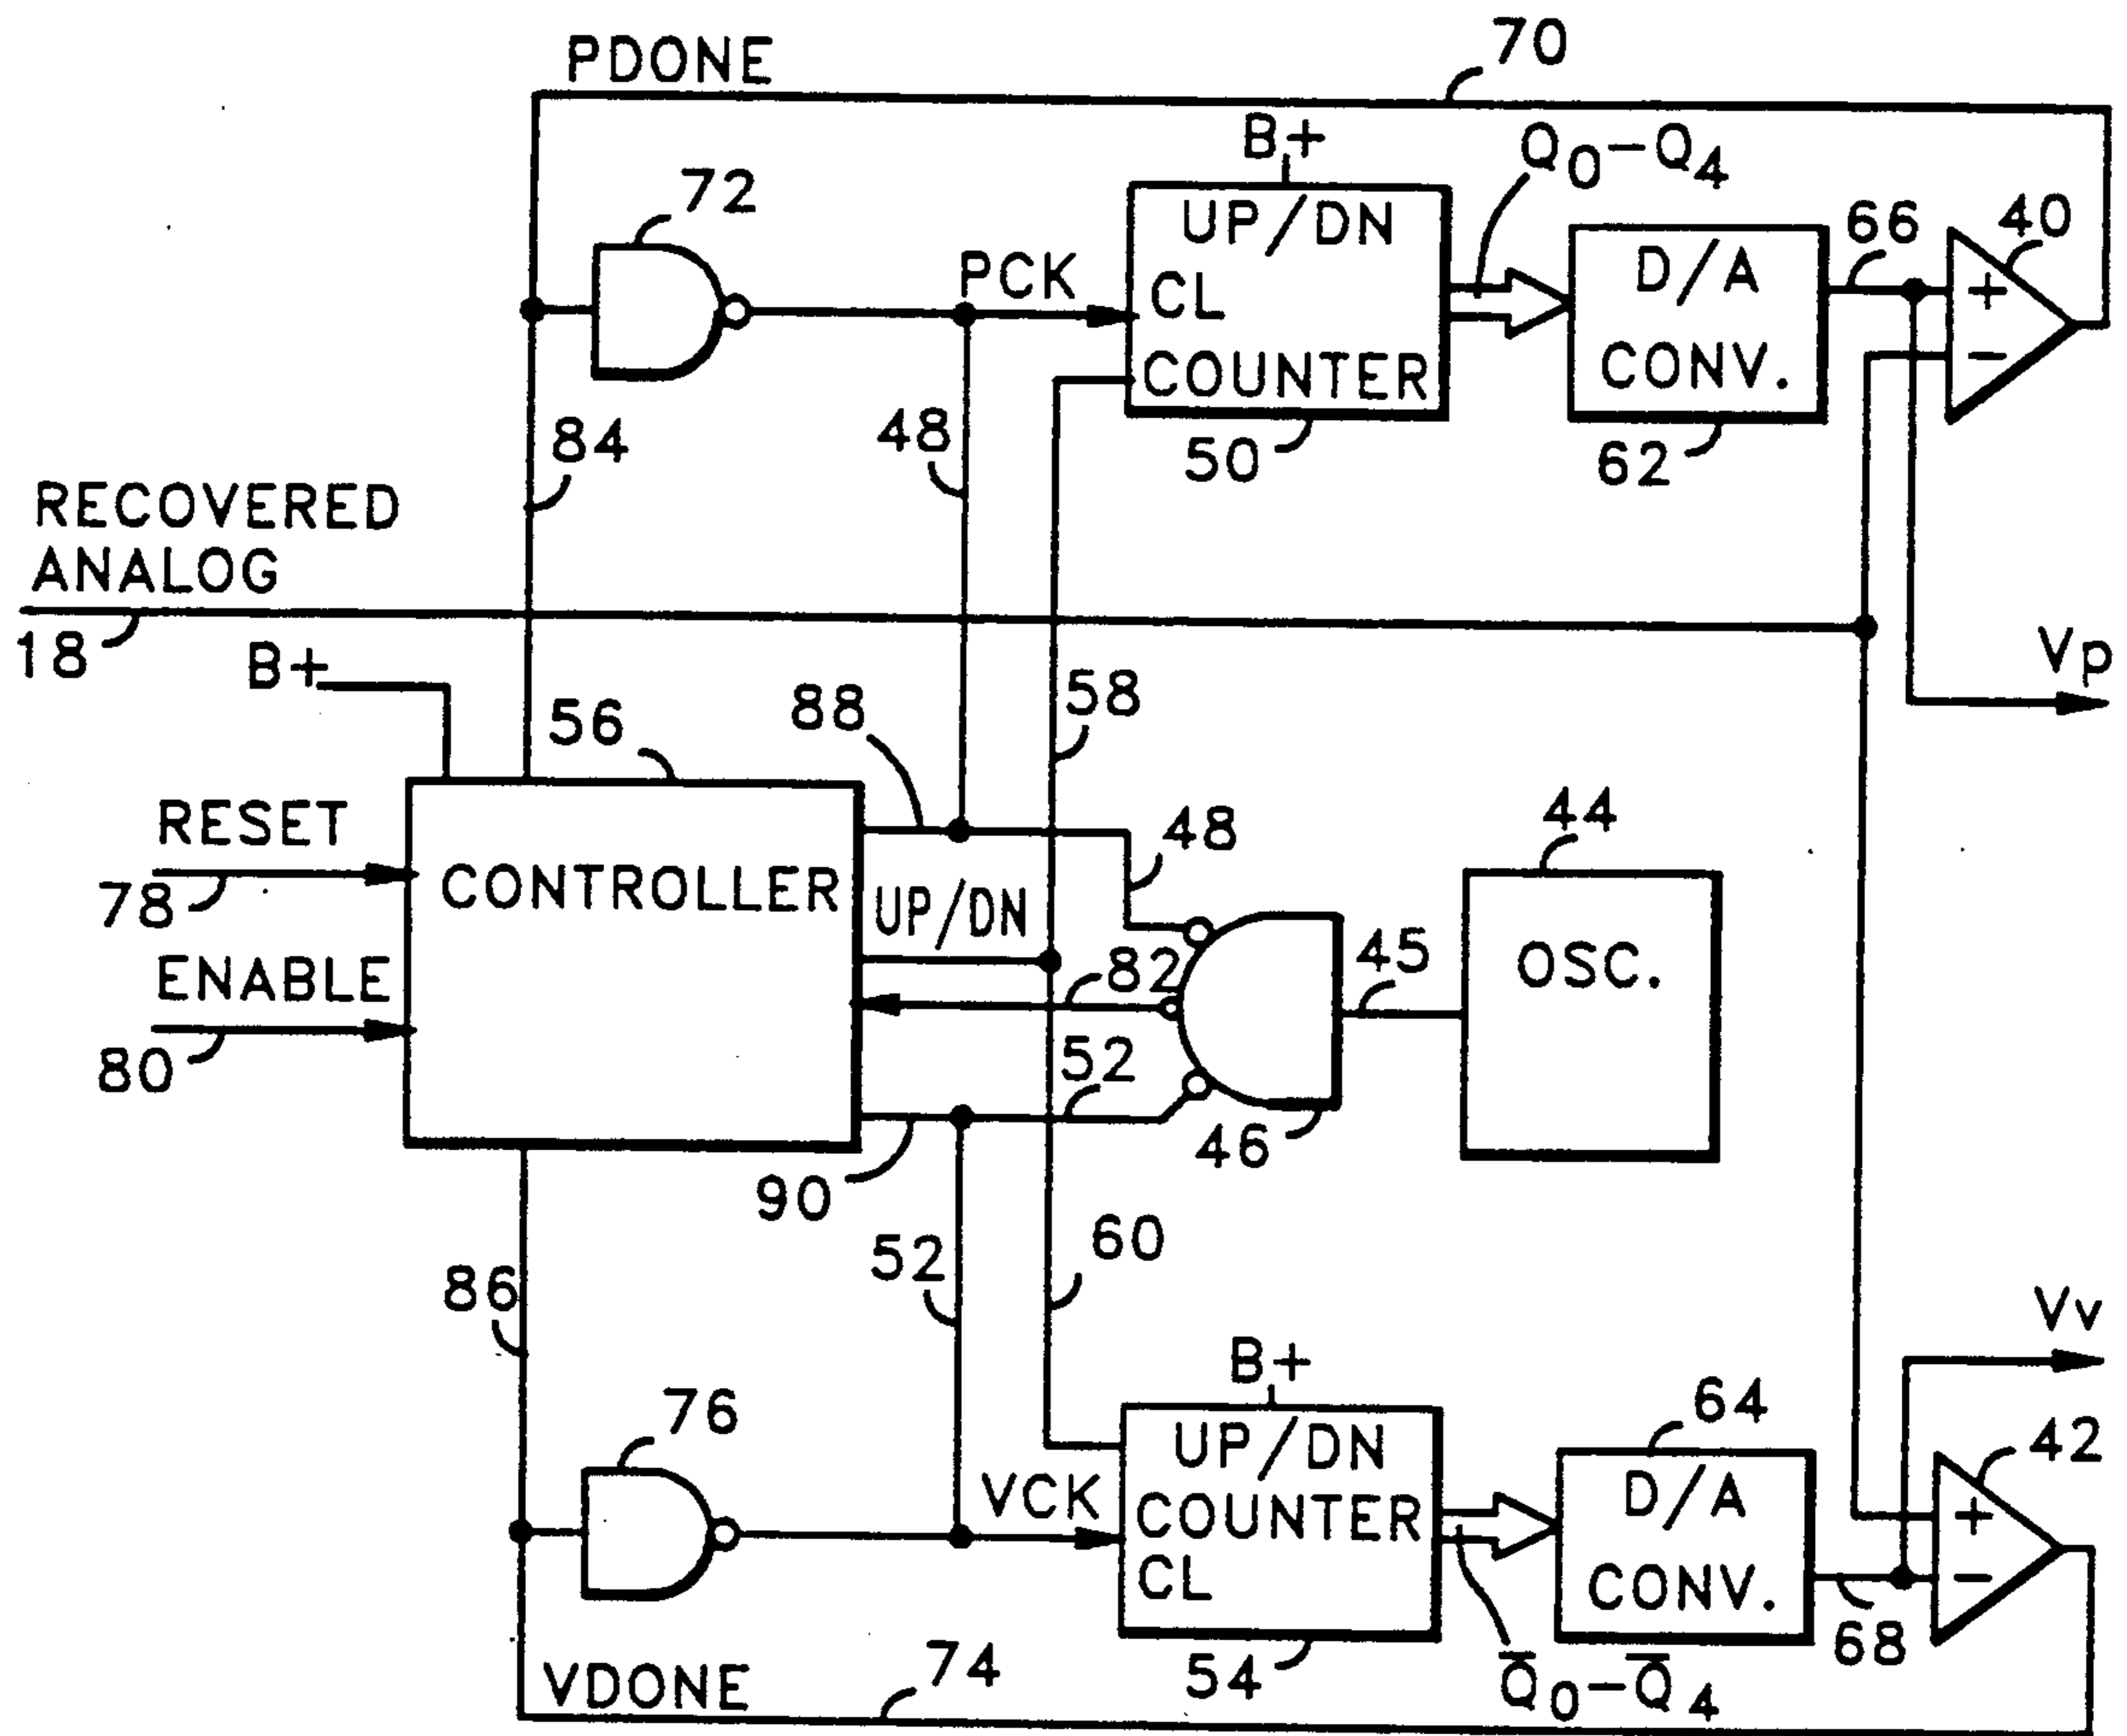 PDONE
70
B+
Q0-Q4
72
PCK
UP/DN
CL
COUNTER
50
D/A
CONV.
62
66
40
+
-
84
48
RECOVERED
ANALOG
18
B+
58
Vp
88
56
RESET
78
CONTROLLER
UP/DN
48
44
OSC.
45
82
ENABLE
80
52
46
90
86
52
60
Vv
B+
76
VCK
UP/DN
COUNTER
CL
54
64
D/A
CONV.
68
42
+
-
Q̅0-Q̅4
VDONE
74